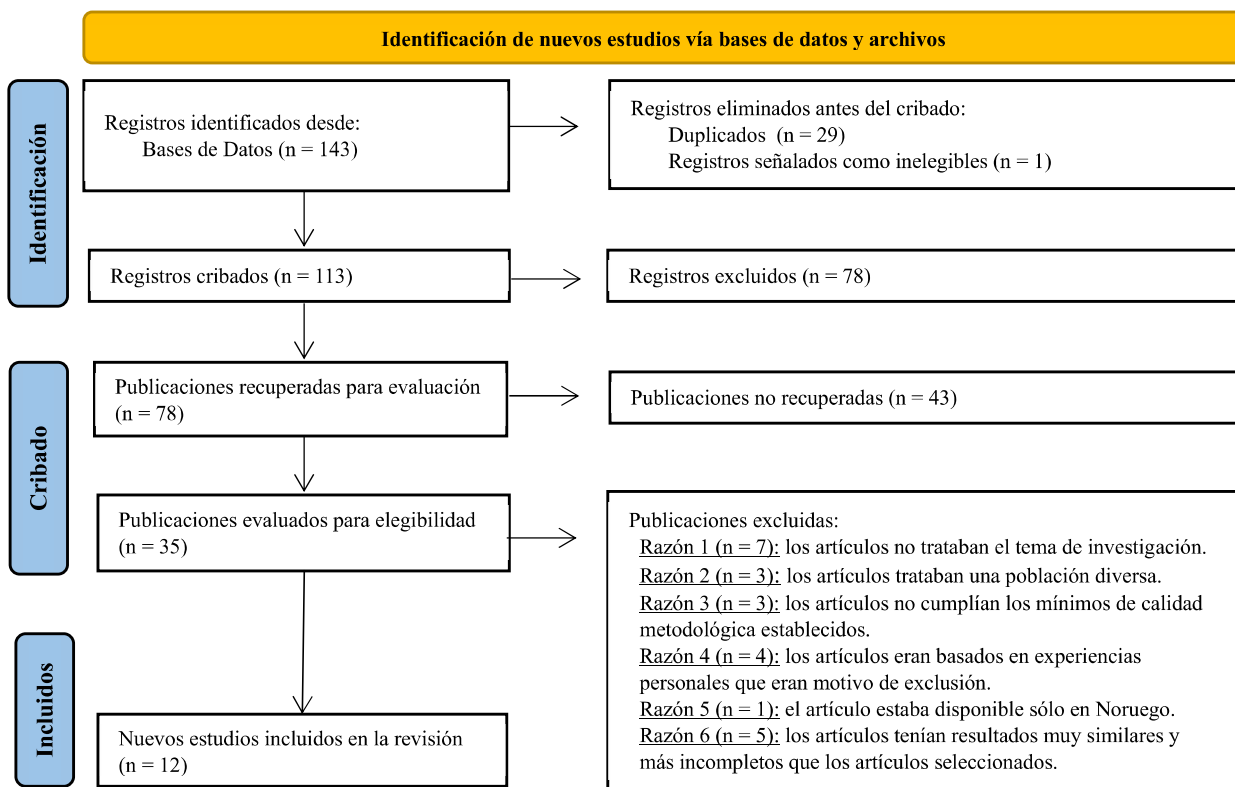 Identificación de nuevos estudios vía bases de datos y archivos
Identificación
Registros identificados desde:
Bases de Datos (n = 143)
Registros eliminados antes del cribado:
Duplicados (n = 29)
Registros señalados como inelegibles (n = 1)
Registros cribados (n = 113)
Registros excluidos (n = 78)
Cribado
Publicaciones recuperadas para evaluación
(n = 78)
Publicaciones no recuperadas (n = 43)
Publicaciones evaluados para elegibilidad
(n = 35)
Publicaciones excluidas:
Razón 1 (n = 7): los artículos no trataban el tema de investigación.
Razón 2 (n = 3): los artículos trataban una población diversa.
Razón 3 (n = 3): los artículos no cumplían los mínimos de calidad
metodológica establecidos.
Razón 4 (n = 4): los artículos eran basados en experiencias
personales que eran motivo de exclusión.
Razón 5 (n = 1): el artículo estaba disponible sólo en Noruego.
Razón 6 (n = 5): los artículos tenían resultados muy similares y
más incompletos que los artículos seleccionados.
Incluidos
Nuevos estudios incluidos en la revisión
(n = 12)